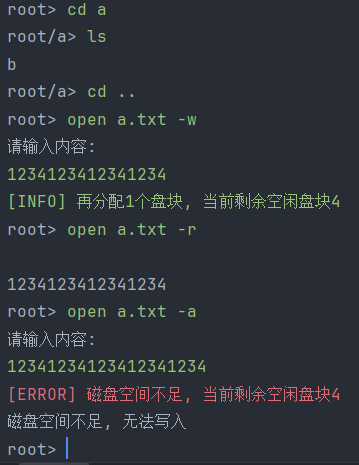 root> cd a
root/a> ls
b
root/a> cd ..
root> open a.txt -w
请输入内容:
1234123412341234
[INFO] 再分配1个盘块, 当前剩余空闲盘块4
root> open a.txt -r
1234123412341234
root> open a.txt -a
请输入内容:
12341234123412341234
[ERROR] 磁盘空间不足, 当前剩余空闲盘块4
磁盘空间不足, 无法写入
root>